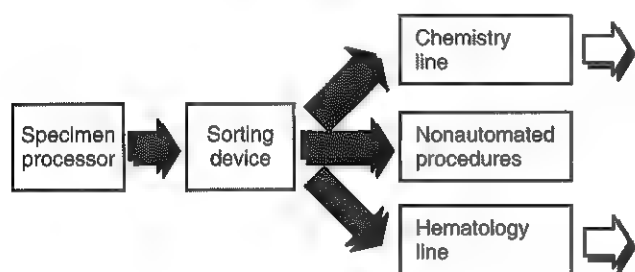 Specimen
processor
Sorting
device
Chemistry
line
Nonautomated
procedures
Hematology
line